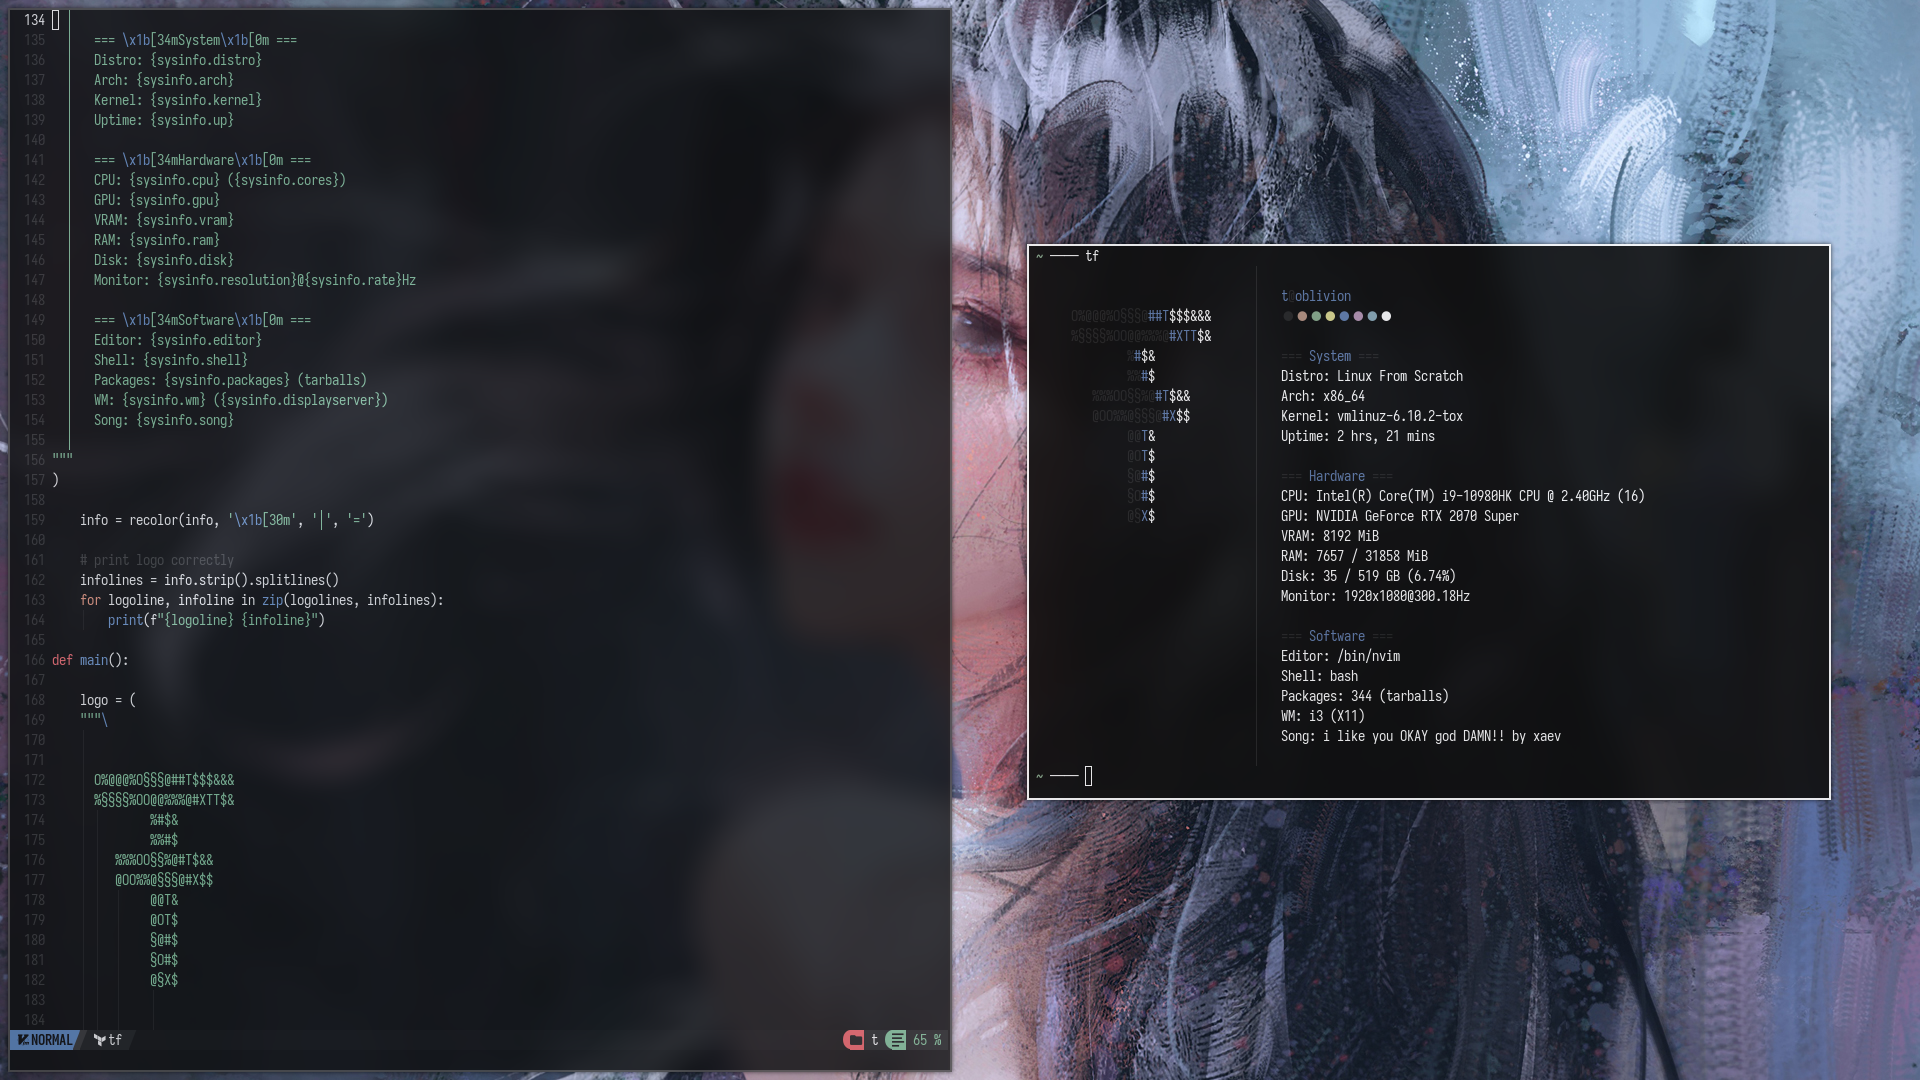 134
135 === \x1b[34mSystem\x1b[0m ===
136 Distro: {sysinfo.distro}
137 Arch: {sysinfo.arch}
138 Kernel: {sysinfo.kernel}
139 Uptime: {sysinfo.up}
140
141 === \x1b[34mHardware\x1b[0m ===
142 CPU: {sysinfo.cpu} ({sysinfo.cores})
143 GPU: {sysinfo.gpu}
144 VRAM: {sysinfo.vram}
145 RAM: {sysinfo.ram}
146 Disk: {sysinfo.disk}
147 Monitor: {sysinfo.resolution}@{sysinfo.rate}Hz
148
149 === \x1b[34mSoftware\x1b[0m ===
150 Editor: {sysinfo.editor}
151 Shell: {sysinfo.shell}
152 Packages: {sysinfo.packages} (tarballs)
153 WM: {sysinfo.wm} ({sysinfo.displayserver})
154 Song: {sysinfo.song}
155
156 """
157 )
158
159 info = recolor(info, '\x1b[30m', '│', '=')
160
161 # print logo correctly
162 infolines = info.strip().splitlines()
163 for logoline, infoline in zip(logolines, infolines):
164 print(f"{logoline} {infoline}")
165
166 def main():
167
168 logo = (
169 """\
170
171
172 O%@@@%O§§§@##T$$$&&&
173 %§§§§%OO@@%%%@#XTT$&
174 %#$&
175 %%#$
176 %%%OO§§%@#T$&&
177 @OO%%@§§§@#X$$
178 @@T&
179 @OT$
180 §@#$
181 §O#$
182 @§X$
183
184
NORMAL tf t 65 %
~ ── tf
t@oblivion
O%@@@%O§§§@##T$$$&&&
%§§§§%OO@@%%%@#XTT$&
%#$& === System ===
%%#$ Distro: Linux From Scratch
%%%OO§§%@#T$&& Arch: x86_64
@OO%%@§§§@#X$$ Kernel: vmlinuz-6.10.2-tox
@@T& Uptime: 2 hrs, 21 mins
@OT$
§@#$ === Hardware ===
§O#$ CPU: Intel(R) Core(TM) i9-10980HK CPU @ 2.40GHz (16)
@§X$ GPU: NVIDIA GeForce RTX 2070 Super
VRAM: 8192 MiB
RAM: 7657 / 31858 MiB
Disk: 35 / 519 GB (6.74%)
Monitor: 1920x1080@300.18Hz
=== Software ===
Editor: /bin/nvim
Shell: bash
Packages: 344 (tarballs)
WM: i3 (X11)
Song: i like you OKAY god DAMN!! by xaev
~ ──